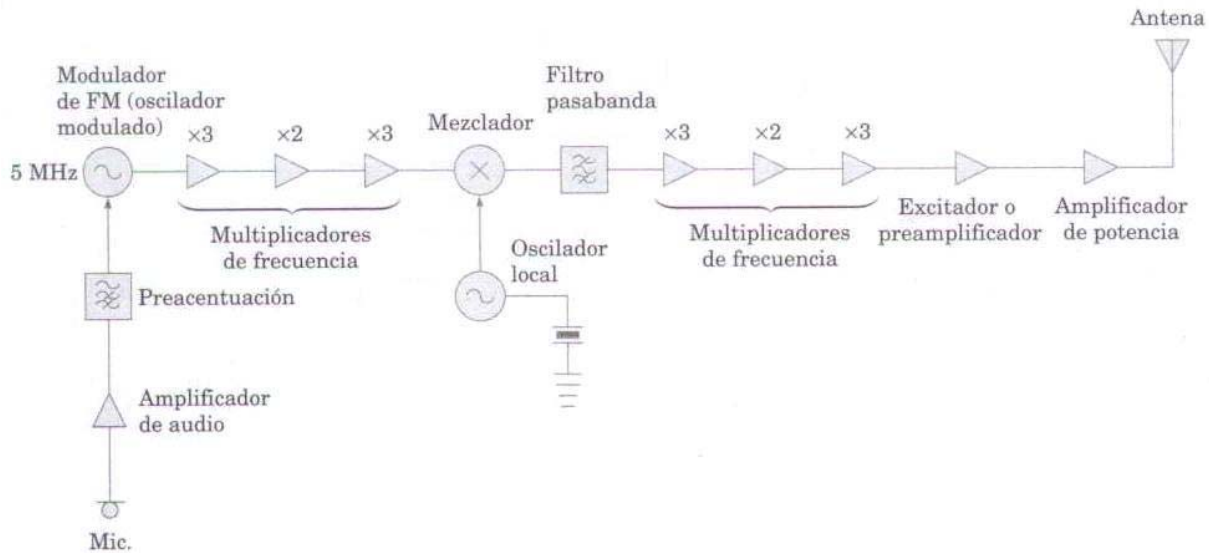 Antena
Modulador
de FM (oscilador
modulado)
Filtro
pasabanda
×3
×2
×3
Mezclador
×3
×2
×3
5 MHz
Multiplicadores
de frecuencia
Multiplicadores
de frecuencia
Excitador o
preamplificador
Amplificador
de potencia
Oscilador
local
Preacentuación
Amplificador
de audio
Mic.